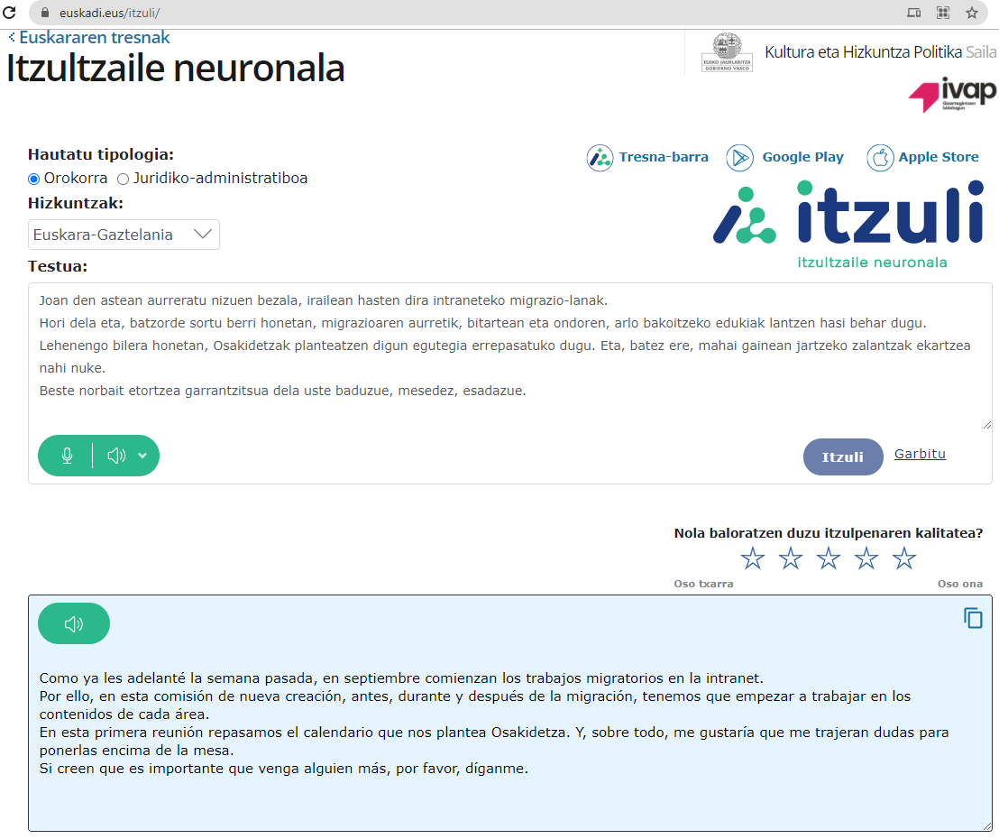 euskadi.eus/itzuli/
Euskararen tresnak
Itzultzaile neuronala
EUSKO JAURLARITZA
GOBIERNO VASCO
Kultura eta Hizkuntza Politika Saila
ivap
Hautatu tipologia:
Orokorra Juridiko-administratiboa
Tresna-barra Google Play Apple Store
Hizkuntzak:
Euskara-Gaztelania
itzuli
itzultzaile neuronala
Testua:
Joan den astean aurreratu nizuen bezala, irailean hasten dira intraneteko migrazio-lanak.
Hori dela eta, batzorde sortu berri honetan, migrazioaren aurretik, bitartean eta ondoren, arlo bakoitzeko edukiak lantzen hasi behar dugu.
Lehenengo bilera honetan, Osakidetzak planteatzen digun egutegia errepasatuko dugu. Eta, batez ere, mahai gainean jartzeko zalantzak ekartzea
nahi nuke.
Beste norbait etortzea garrantzitsua dela uste baduzue, mesedez, esadazue.
Itzuli Garbitu
Nola baloratzen duzu itzulpenaren kalitatea?
Oso txarra Oso ona
Como ya les adelanté la semana pasada, en septiembre comienzan los trabajos migratorios en la intranet.
Por ello, en esta comisión de nueva creación, antes, durante y después de la migración, tenemos que empezar a trabajar en los
contenidos de cada área.
En esta primera reunión repasamos el calendario que nos plantea Osakidetza. Y, sobre todo, me gustaría que me trajeran dudas para
ponerlas encima de la mesa.
Si creen que es importante que venga alguien más, por favor, díganme.